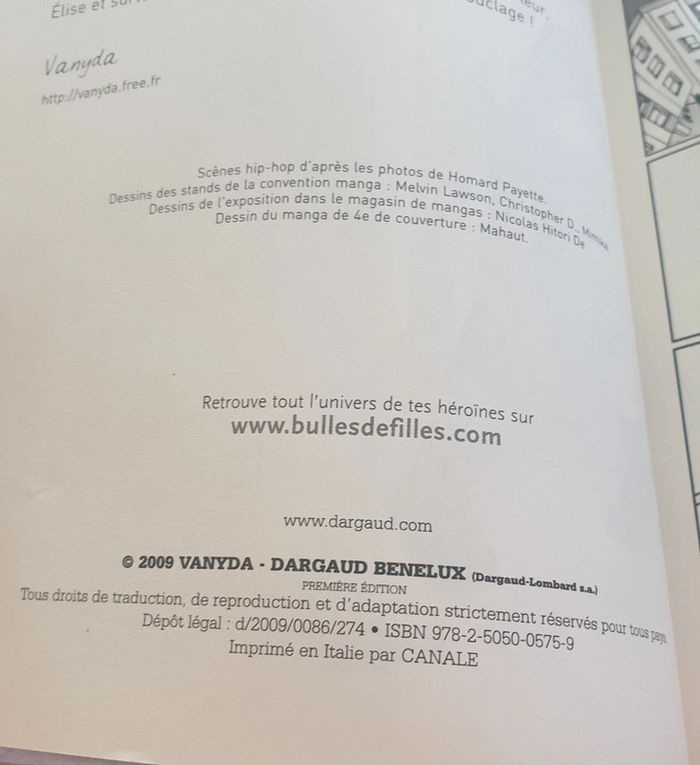 Élise et
ouclage !
Vanyda
http://vanyda.free.fr
Scènes hip-hop d'après les photos de Homard Payette.
Dessins des stands de la convention manga : Melvin Lawson, Christopher D., Mimika.
Dessins de l'exposition dans le magasin de mangas : Nicolas Hitori De
Dessin du manga de 4e de couverture : Mahaut.
Retrouve tout l'univers de tes héroïnes sur
www.bullesdefilles.com
www.dargaud.com
© 2009 VANYDA - DARGAUD BENELUX (Dargaud-Lombard s.a.)
PREMIÈRE ÉDITION
Tous droits de traduction, de reproduction et d'adaptation strictement réservés pour tous pays.
Dépôt légal : d/2009/0086/274 • ISBN 978-2-5050-0575-9
Imprimé en Italie par CANALE